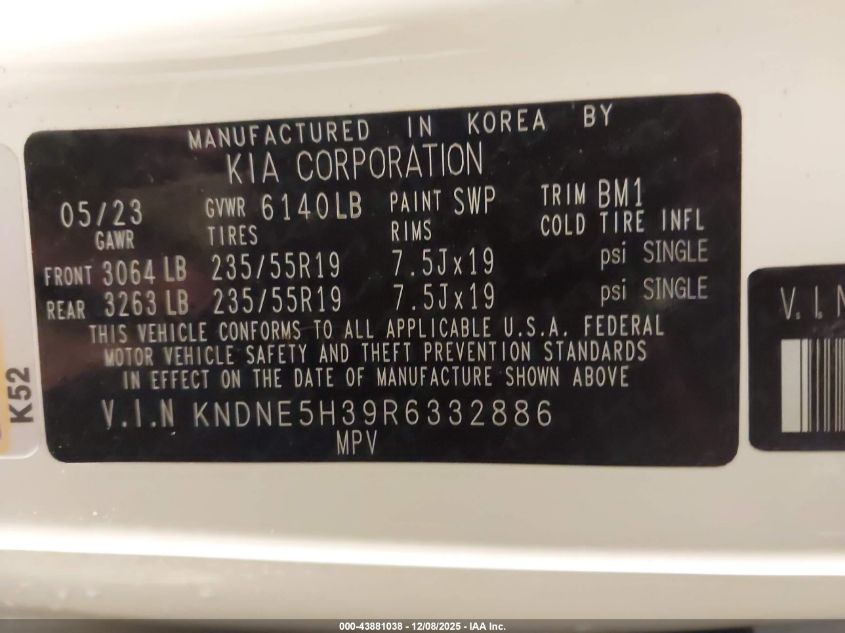 MANUFACTURED IN KOREA BY
KIA CORPORATION
05/23 GVWR 6140LB PAINT SWP TRIM BM1
GAWR TIRES RIMS COLD TIRE INFL
FRONT 3064 LB 235/55R19 7.5Jx19 psi SINGLE
REAR 3263 LB 235/55R19 7.5Jx19 psi SINGLE
THIS VEHICLE CONFORMS TO ALL APPLICABLE U.S.A. FEDERAL
MOTOR VEHICLE SAFETY AND THEFT PREVENTION STANDARDS
IN EFFECT ON THE DATE OF MANUFACTURE SHOWN ABOVE
V.I.N KNDNE5H39R6332886
MPV
K52
V.I.N
000-43881038 - 12/08/2025 - IAA Inc.